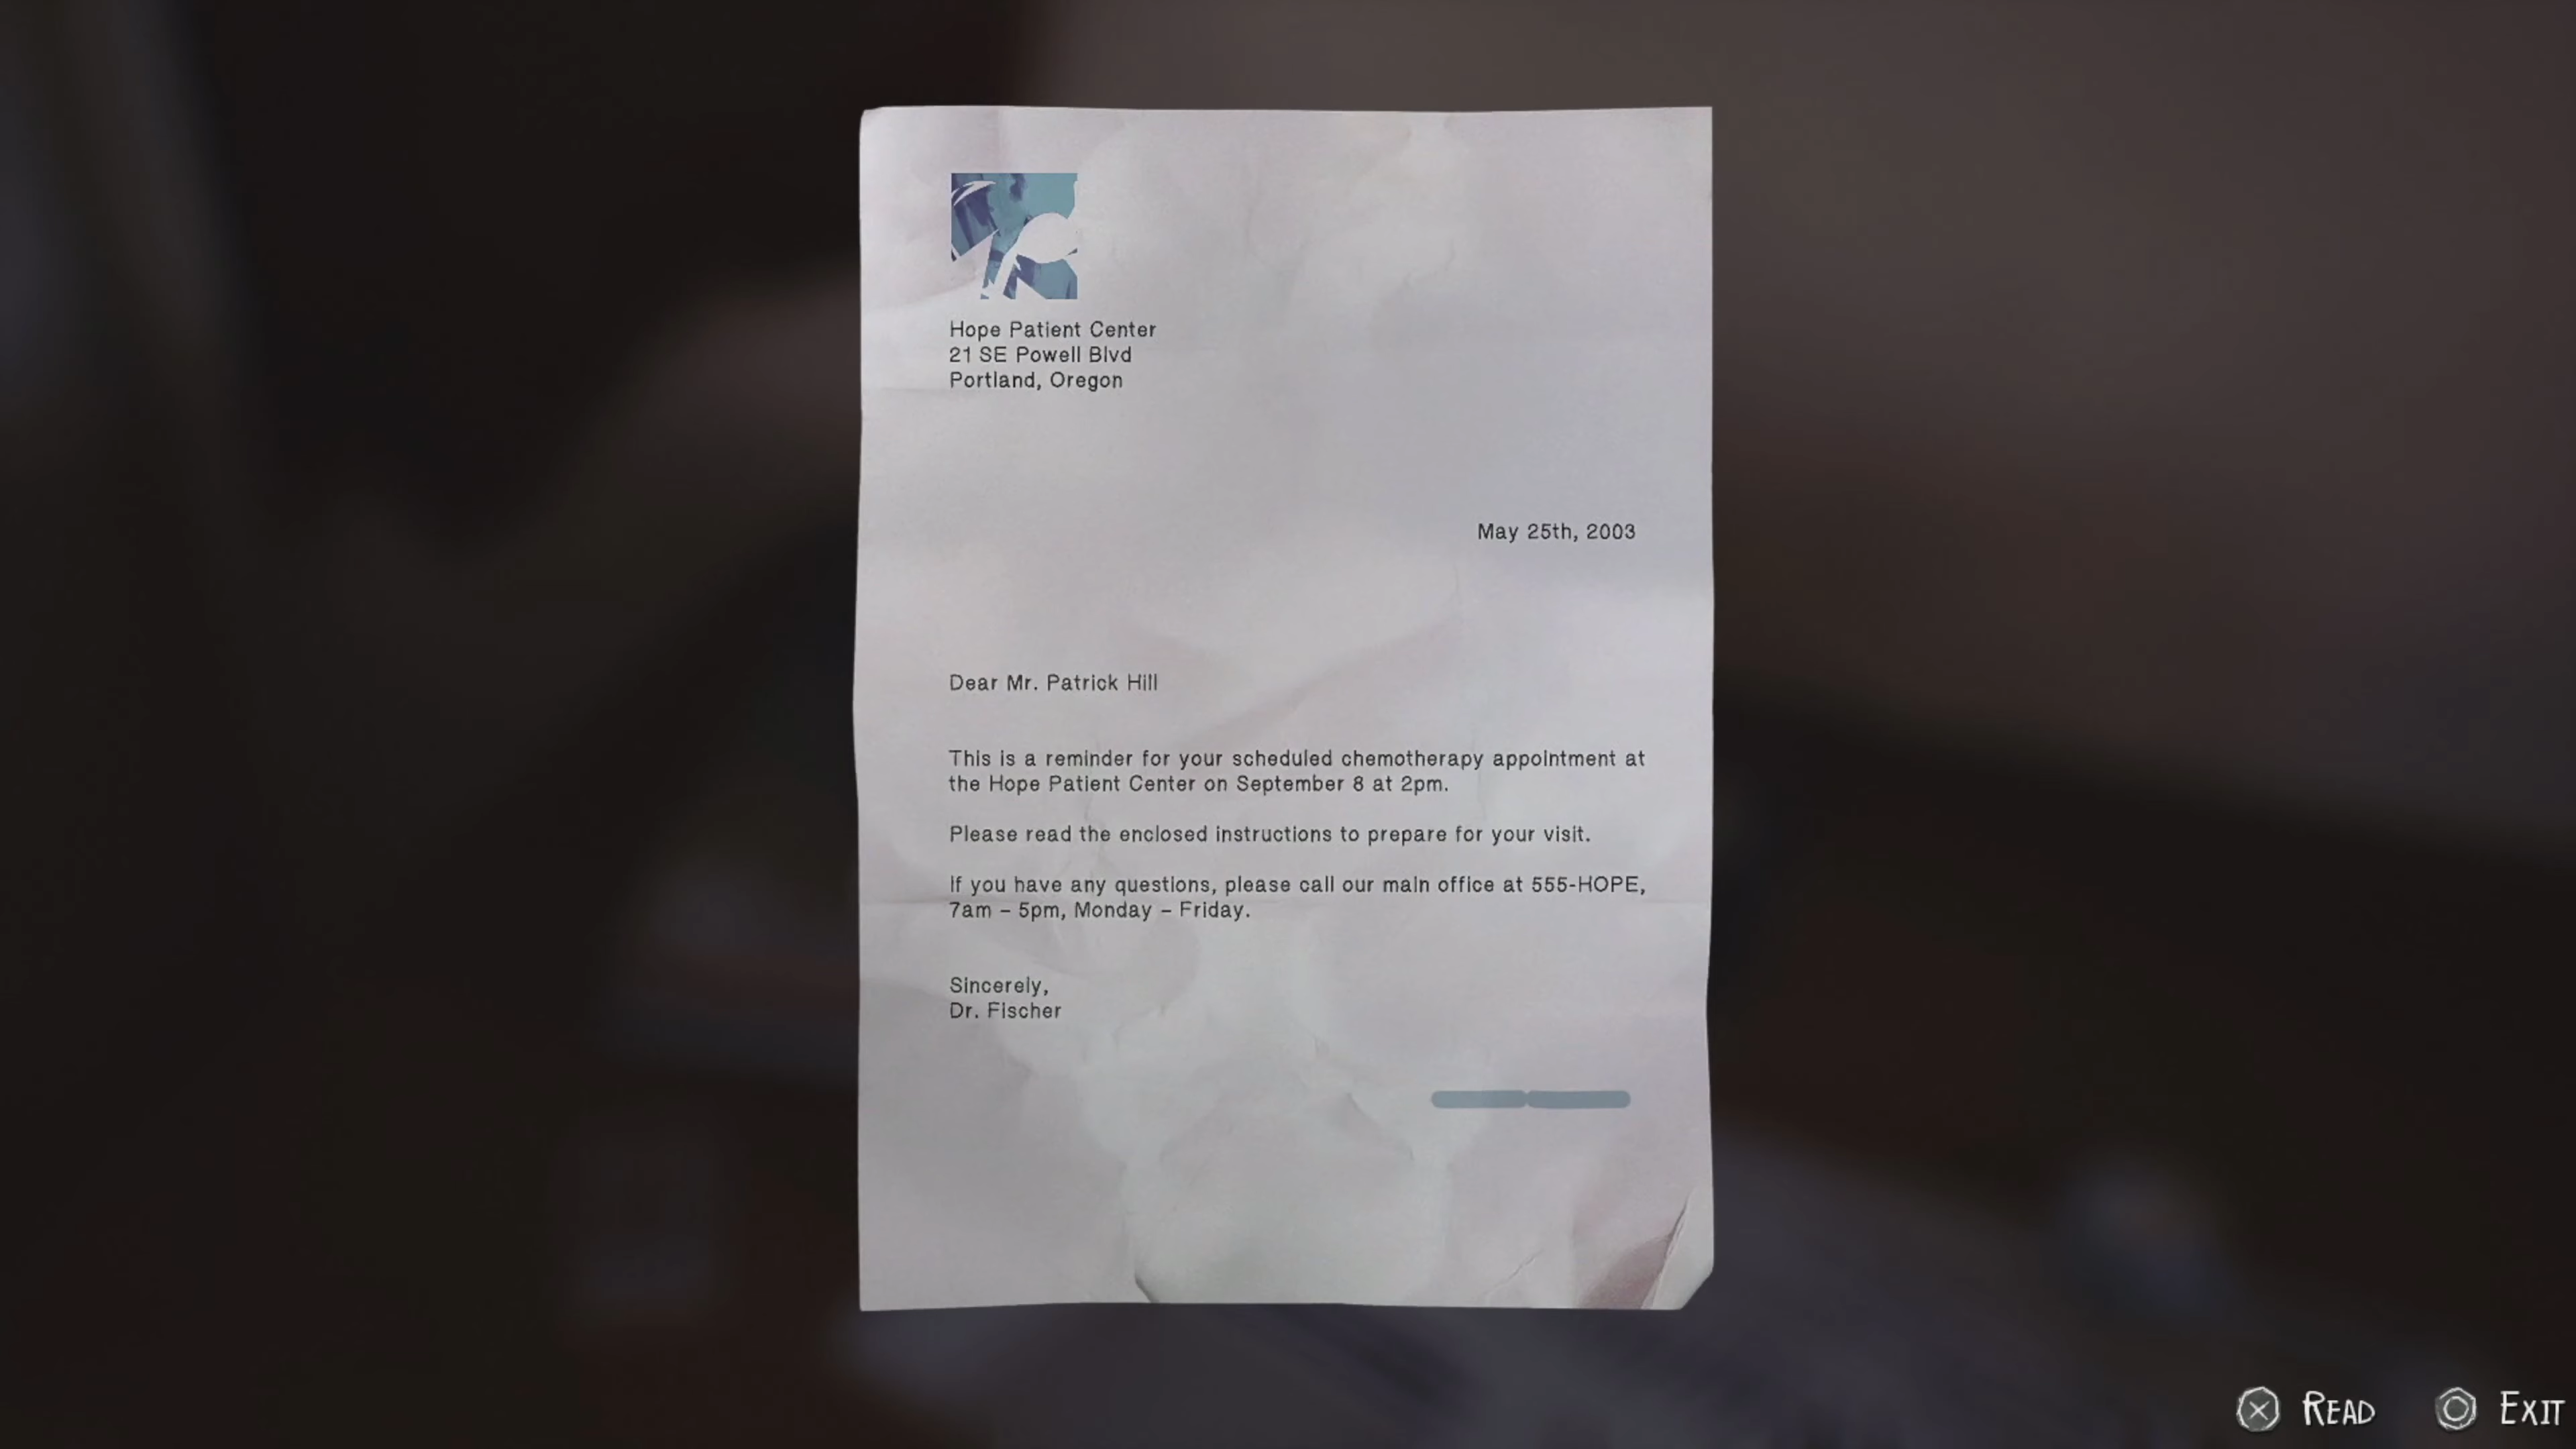 Hope Patient Center
21 SE Powell Blvd
Portland, Oregon
May 25th, 2003
Dear Mr. Patrick Hill
This is a reminder for your scheduled chemotherapy appointment at
the Hope Patient Center on September 8 at 2pm.
Please read the enclosed instructions to prepare for your visit.
If you have any questions, please call our main office at 555-HOPE,
7am – 5pm, Monday – Friday.
Sincerely,
Dr. Fischer
READ EXIT